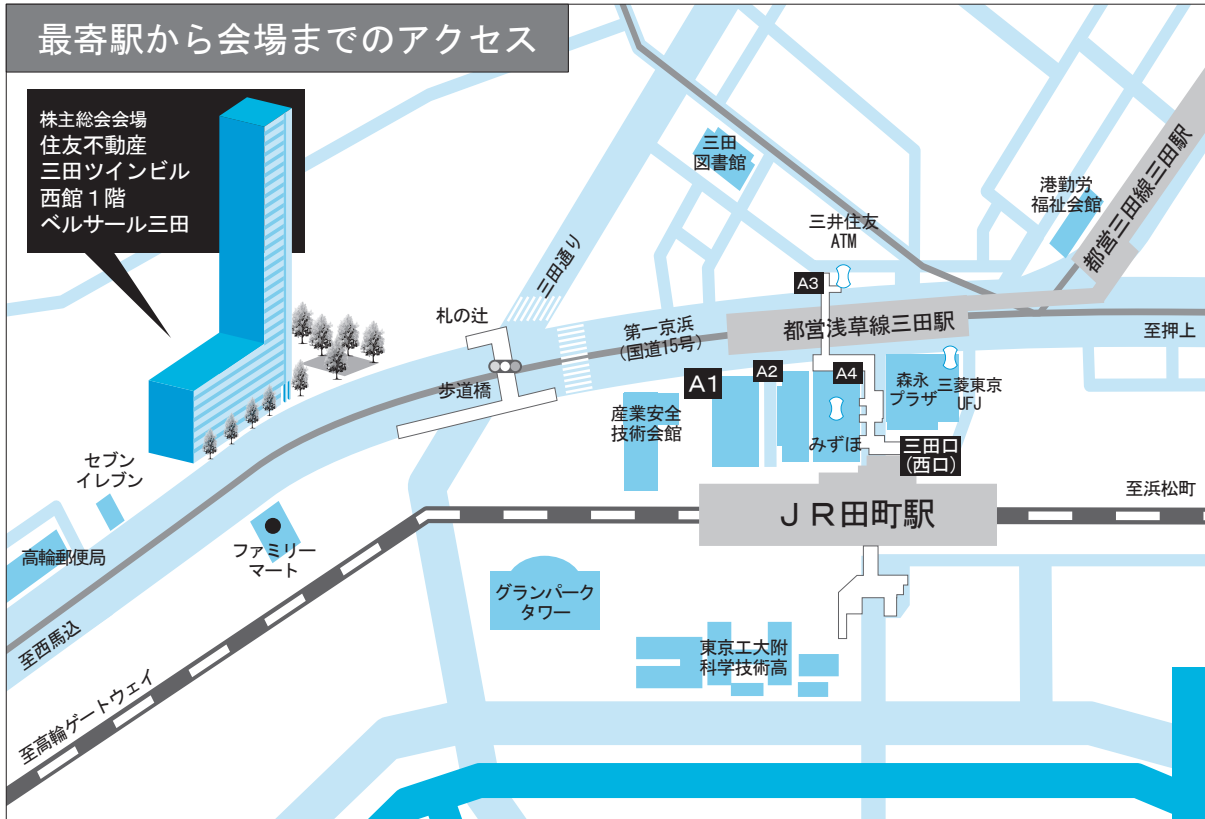 最寄駅から会場までのアクセス
株主総会会場
住友不動産
三田ツインビル
西館１階
ベルサール三田
三田
図書館
港勤労
福祉会館
都営三田線三田駅
三井住友
ATM
三田通り
A3
札の辻
第一京浜
(国道15号)
都営浅草線三田駅
至押上
歩道橋
A1
A2
A4
森永
プラザ
三菱東京
UFJ
産業安全
技術会館
みずほ
三田口
(西口)
セブン
イレブン
至浜松町
ＪＲ田町駅
高輪郵便局
ファミリー
マート
グランパーク
タワー
至西馬込
東京工大附
科学技術高
至高輪ゲートウェイ